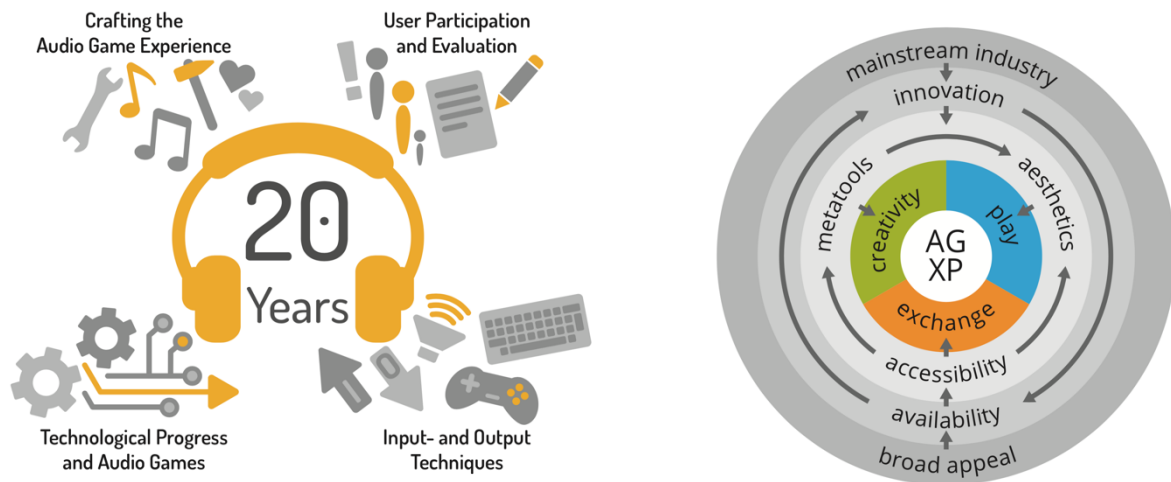 Crafting the
Audio Game Experience
User Participation
and Evaluation
20
Years
Technological Progress
and Audio Games
Input- and Output
Techniques
mainstream industry
innovation
metatools
aesthetics
creativity
play
AG
XP
exchange
accessibility
availability
broad appeal